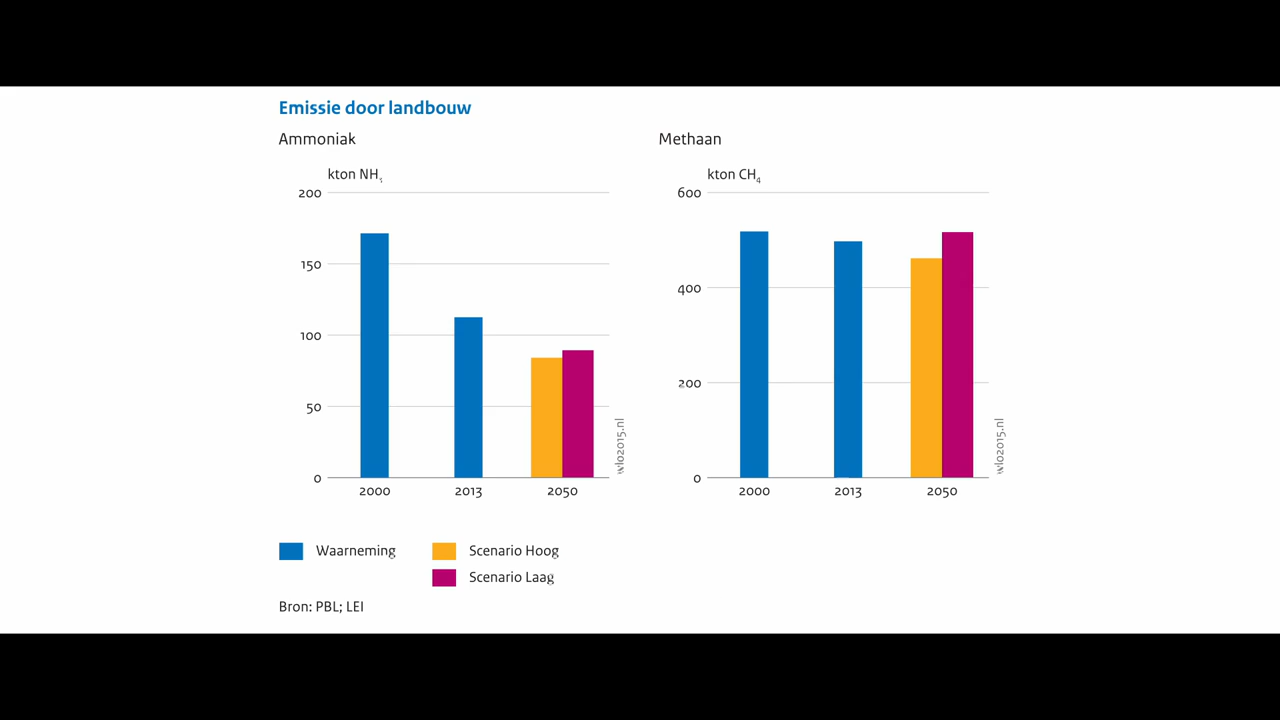 Emissie door landbouw
Ammoniak
kton NH₃
200
150
100
50
0
2000 2013 2050
wlo2015.nl
Methaan
kton CH₄
600
400
200
0
2000 2013 2050
wlo2015.nl
Waarneming
Scenario Hoog
Scenario Laag
Bron: PBL; LEI